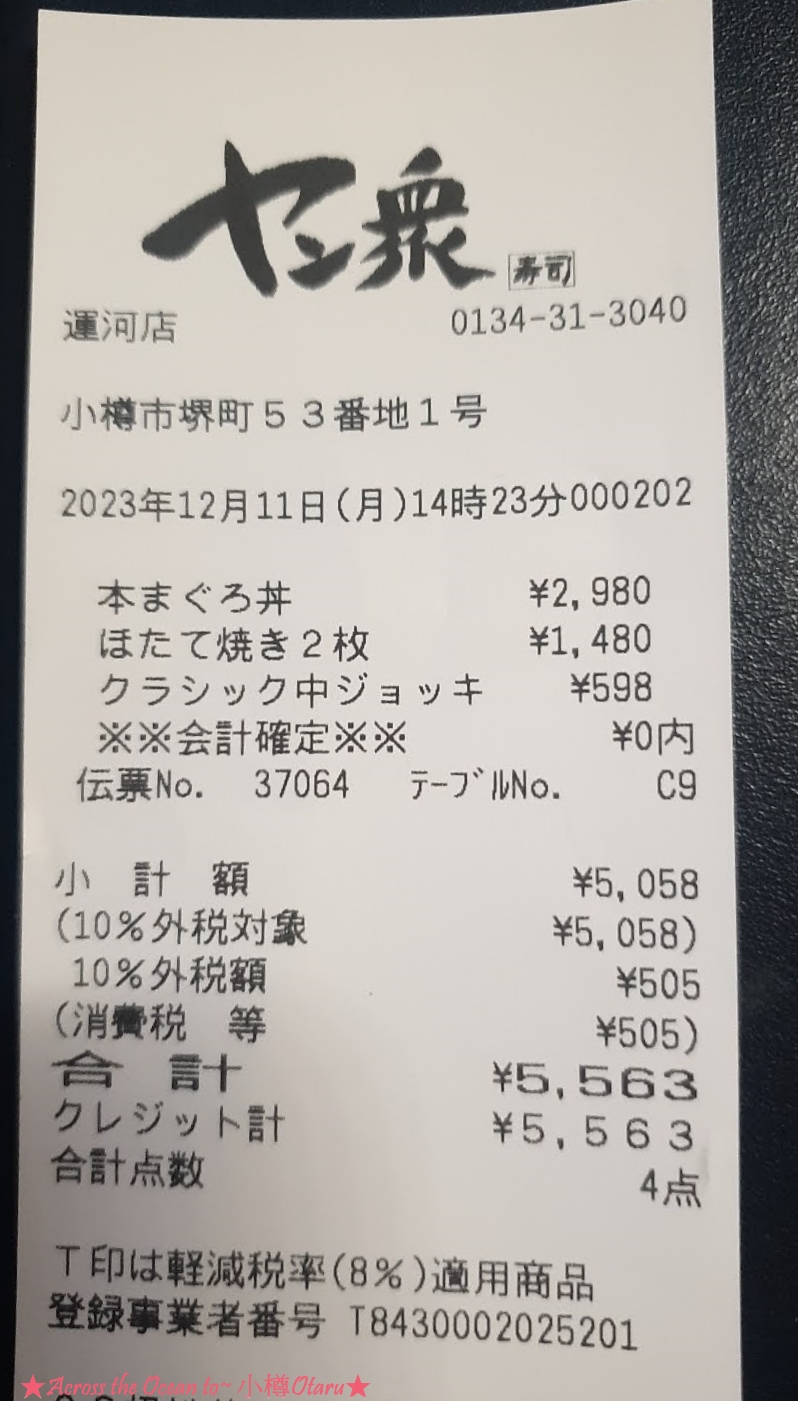 ヤン衆 寿司
運河店 0134-31-3040
小樽市堺町53番地1号
2023年12月11日(月)14時23分000202
本まぐろ丼 ¥2,980
ほたて焼き2枚 ¥1,480
クラシック中ジョッキ ¥598
※※会計確定※※ ¥0内
伝票No. 37064 ﾃｰﾌﾞﾙNo. C9
小 計 額 ¥5,058
(10%外税対象 ¥5,058)
10%外税額 ¥505
(消費税 等 ¥505)
合 計 ¥5,563
クレジット計 ¥5,563
合計点数 4点
T印は軽減税率(8%)適用商品
登録事業者番号 T8430002025201
★Across the Ocean to~ 小樽Otaru★